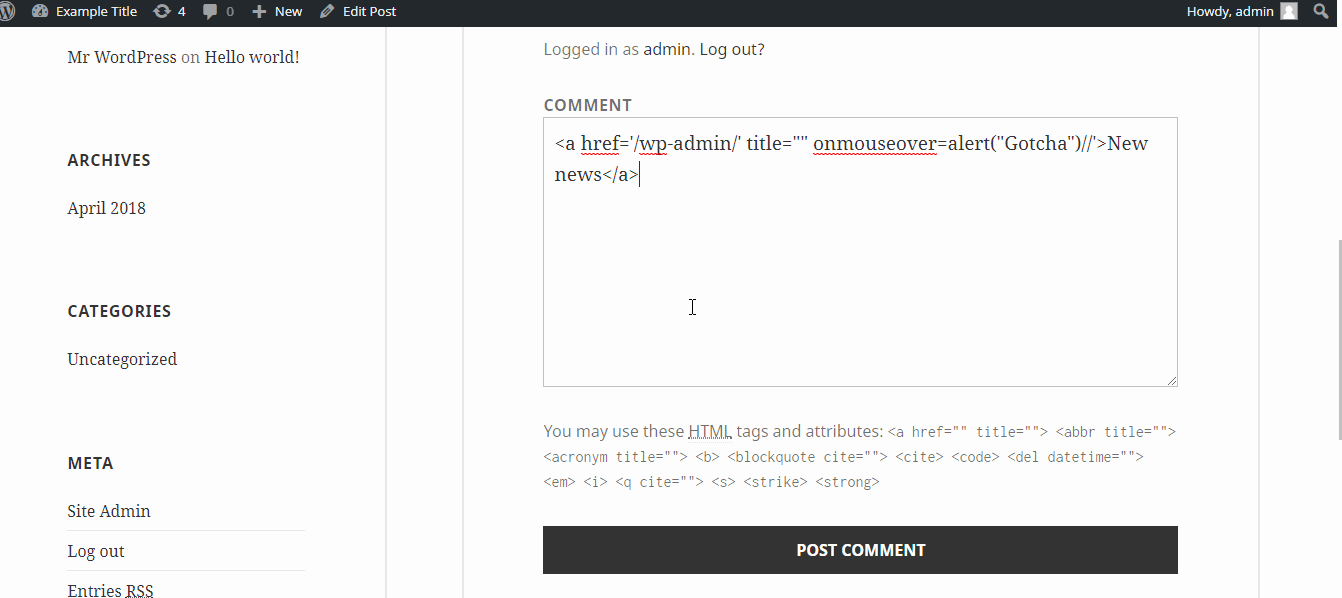 Example Title 4 0 New Edit Post Howdy, admin
Mr WordPress on Hello world!
ARCHIVES
April 2018
CATEGORIES
Uncategorized
META
Site Admin
Log out
Entries RSS
Logged in as admin. Log out?
COMMENT
<a href='/wp-admin/' title="" onmouseover=alert("Gotcha")//'>New
news</a>
You may use these HTML tags and attributes: <a href="" title=""> <abbr title="">
<acronym title=""> <b> <blockquote cite=""> <cite> <code> <del datetime="">
<em> <i> <q cite=""> <s> <strike> <strong>
POST COMMENT